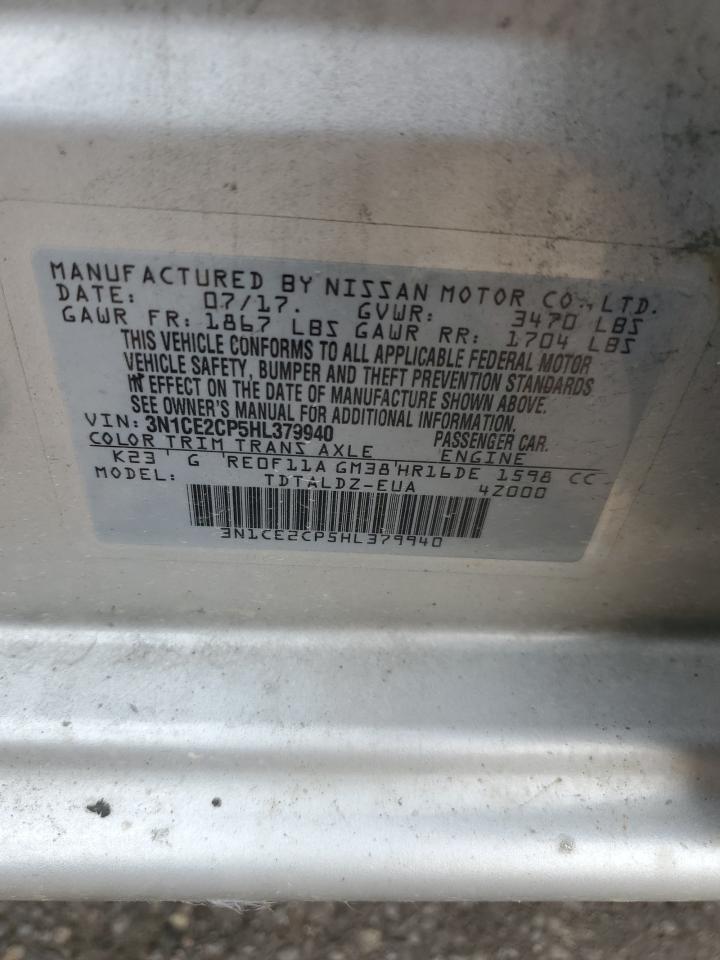 MANUFACTURED BY NISSAN MOTOR CO., LTD.
DATE: 07/17. GVWR: 3470 LBS
GAWR FR: 1867 LBS GAWR RR: 1704 LBS
THIS VEHICLE CONFORMS TO ALL APPLICABLE FEDERAL MOTOR
VEHICLE SAFETY, BUMPER AND THEFT PREVENTION STANDARDS
IN EFFECT ON THE DATE OF MANUFACTURE SHOWN ABOVE.
SEE OWNER'S MANUAL FOR ADDITIONAL INFORMATION.
VIN: 3N1CE2CP5HL379940 PASSENGER CAR.
COLOR TRIM TRANS AXLE ENGINE
K23 G RE0F11A GM38 HR16DE 1598 CC
MODEL: TDTALDZ-EUA 4Z000
3N1CE2CP5HL379940